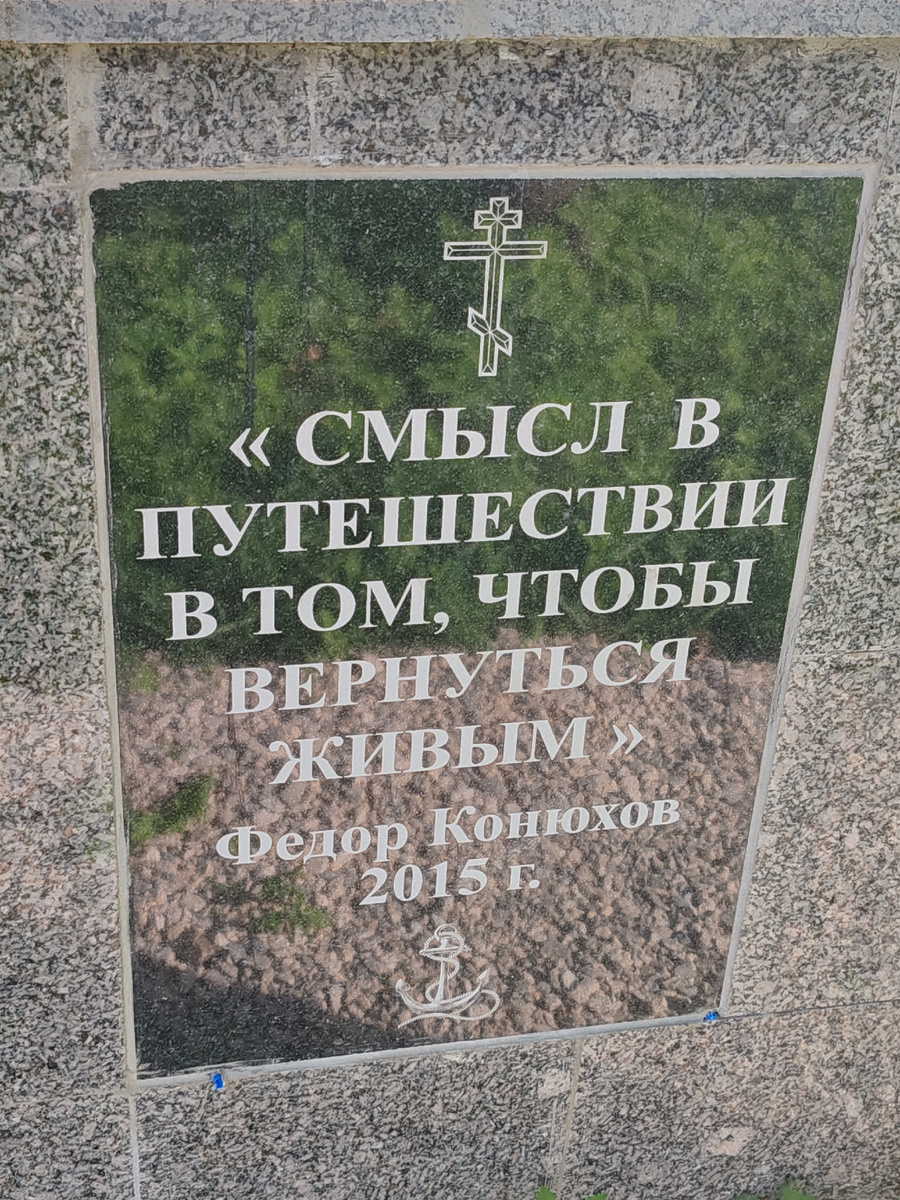 « СМЫСЛ В
ПУТЕШЕСТВИИ
В ТОМ, ЧТОБЫ
ВЕРНУТЬСЯ
ЖИВЫМ »
Федор Конюхов
2015 г.